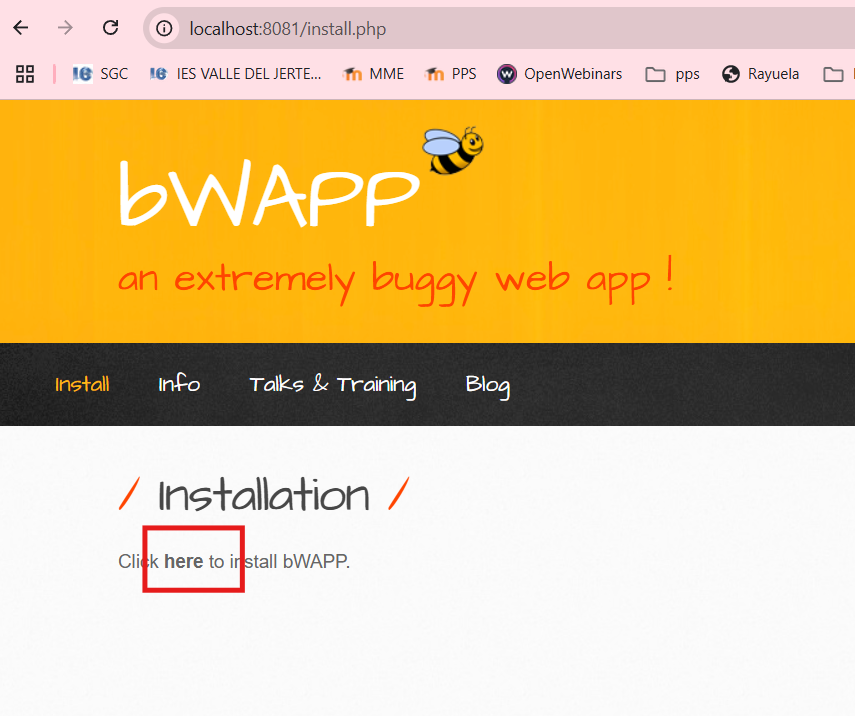 localhost:8081/install.php
SGC IES VALLE DEL JERTE... MME PPS OpenWebinars pps Rayuela
bWAPP
an extremely buggy web app !
Install Info Talks & Training Blog
/ Installation /
Click here to install bWAPP.